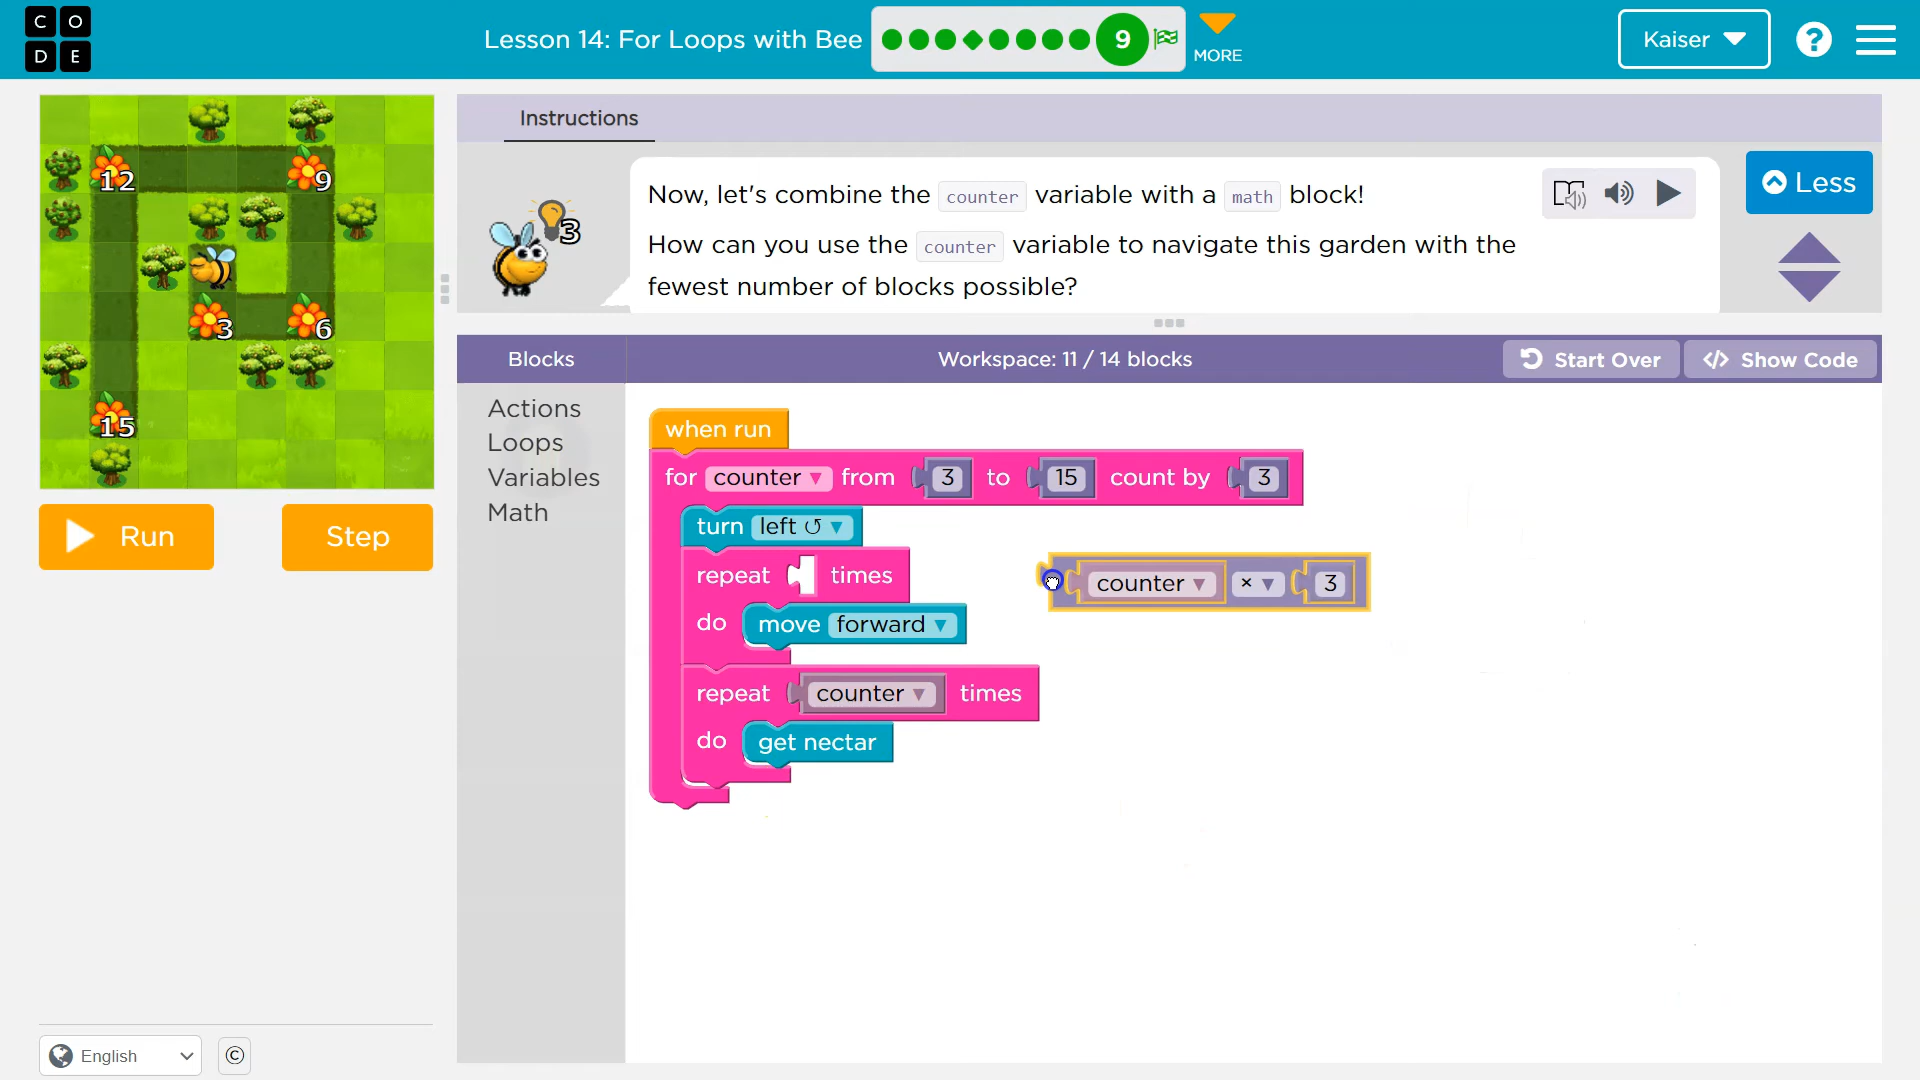 C O
D E
Lesson 14: For Loops with Bee
9
MORE
Kaiser
?
12
9
3
6
15
Run
Step
Instructions
3
Now, let's combine the counter variable with a math block!
How can you use the counter variable to navigate this garden with the
fewest number of blocks possible?
Less
Blocks
Workspace: 11 / 14 blocks
Start Over
</> Show Code
Actions
Loops
Variables
Math
when run
for counter from 3 to 15 count by 3
turn left ↺
repeat times
do move forward
repeat counter times
do get nectar
counter × 3
English
©